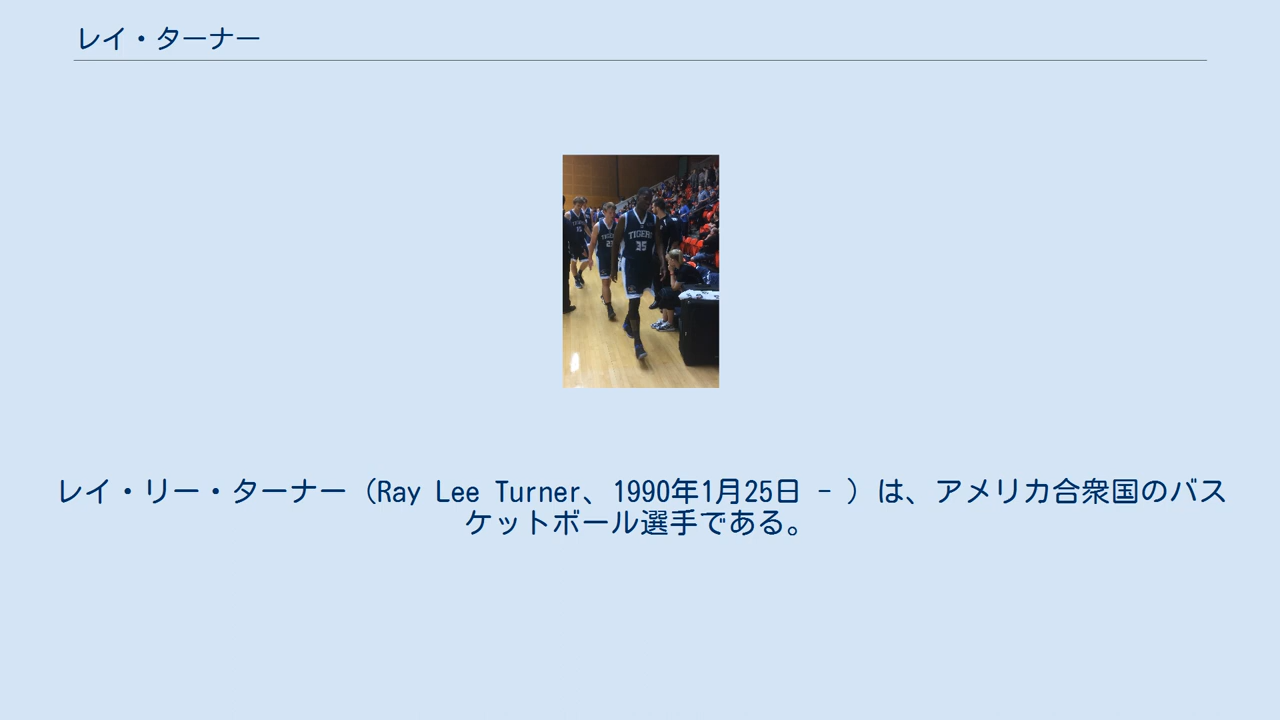 レイ・ターナー
TIGERS
35
レイ・リー・ターナー（Ray Lee Turner、1990年1月25日 - ）は、アメリカ合衆国のバス
ケットボール選手である。